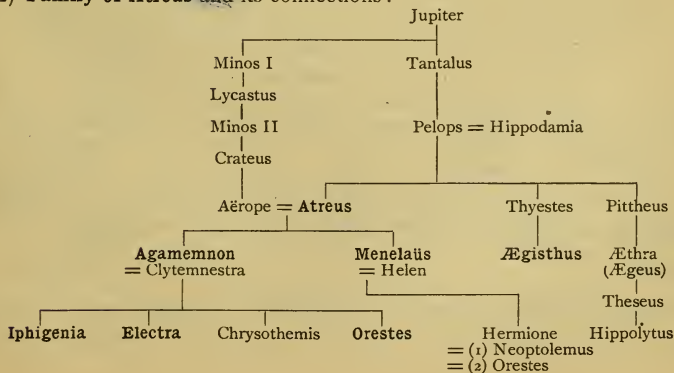 Family of Atreus and its connections:
Jupiter
Minos I Tantalus
Lycastus
Minos II Pelops = Hippodamia
Crateus
Aërope = Atreus Thyestes Pittheus
Agamemnon Menelaüs Ægisthus Æthra
= Clytemnestra = Helen (Ægeus)
Theseus
Iphigenia Electra Chrysothemis Orestes Hermione Hippolytus
= (1) Neoptolemus
= (2) Orestes